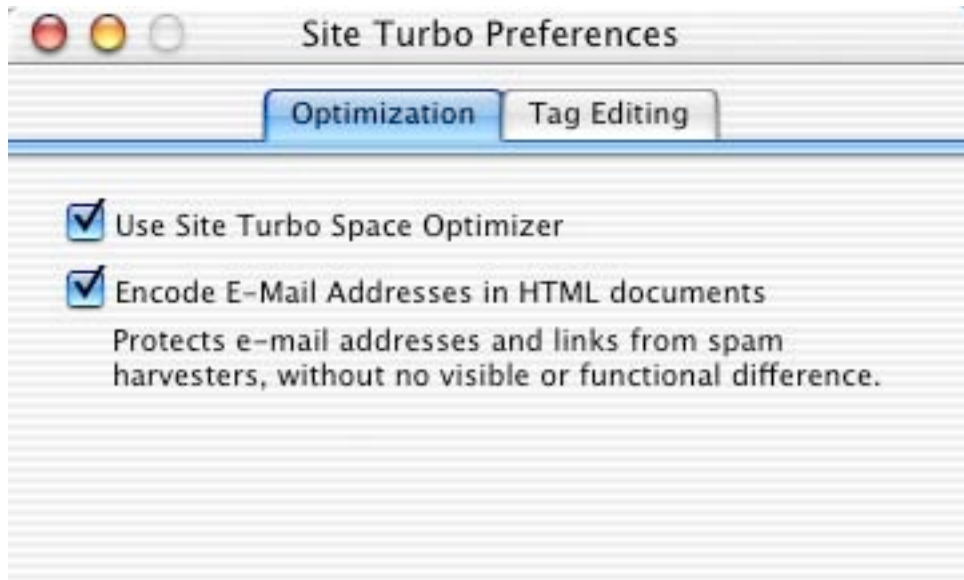 Site Turbo Preferences
Optimization Tag Editing
Use Site Turbo Space Optimizer
Encode E-Mail Addresses in HTML documents
Protects e-mail addresses and links from spam
harvesters, without no visible or functional difference.